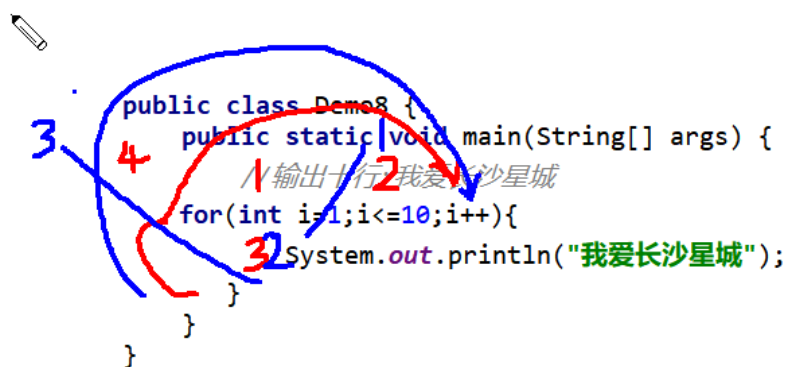 public class Demo8 {
3
public static void main(String[] args) {
4
1
1 2
//输出十行:我爱长沙星城
for(int i=1;i<=10;i++){
3 2
System.out.println("我爱长沙星城");
}
}
}